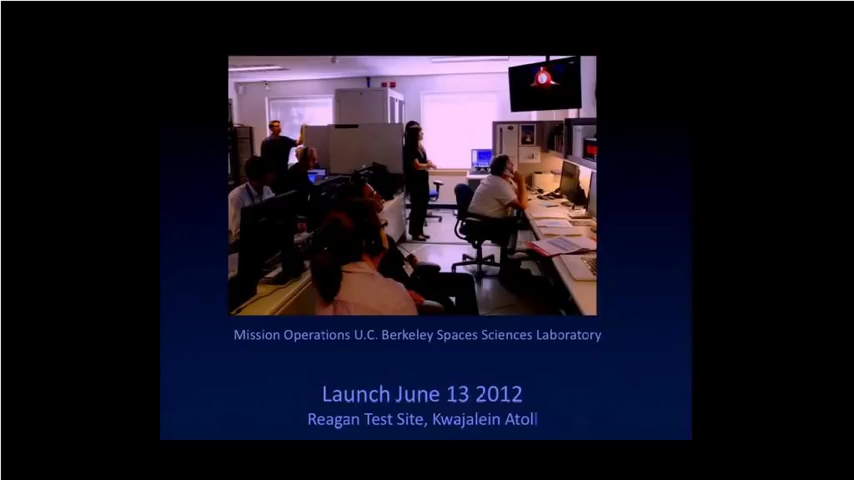 Mission Operations U.C. Berkeley Spaces Sciences Laboratory
Launch June 13 2012
Reagan Test Site, Kwajalein Atoll